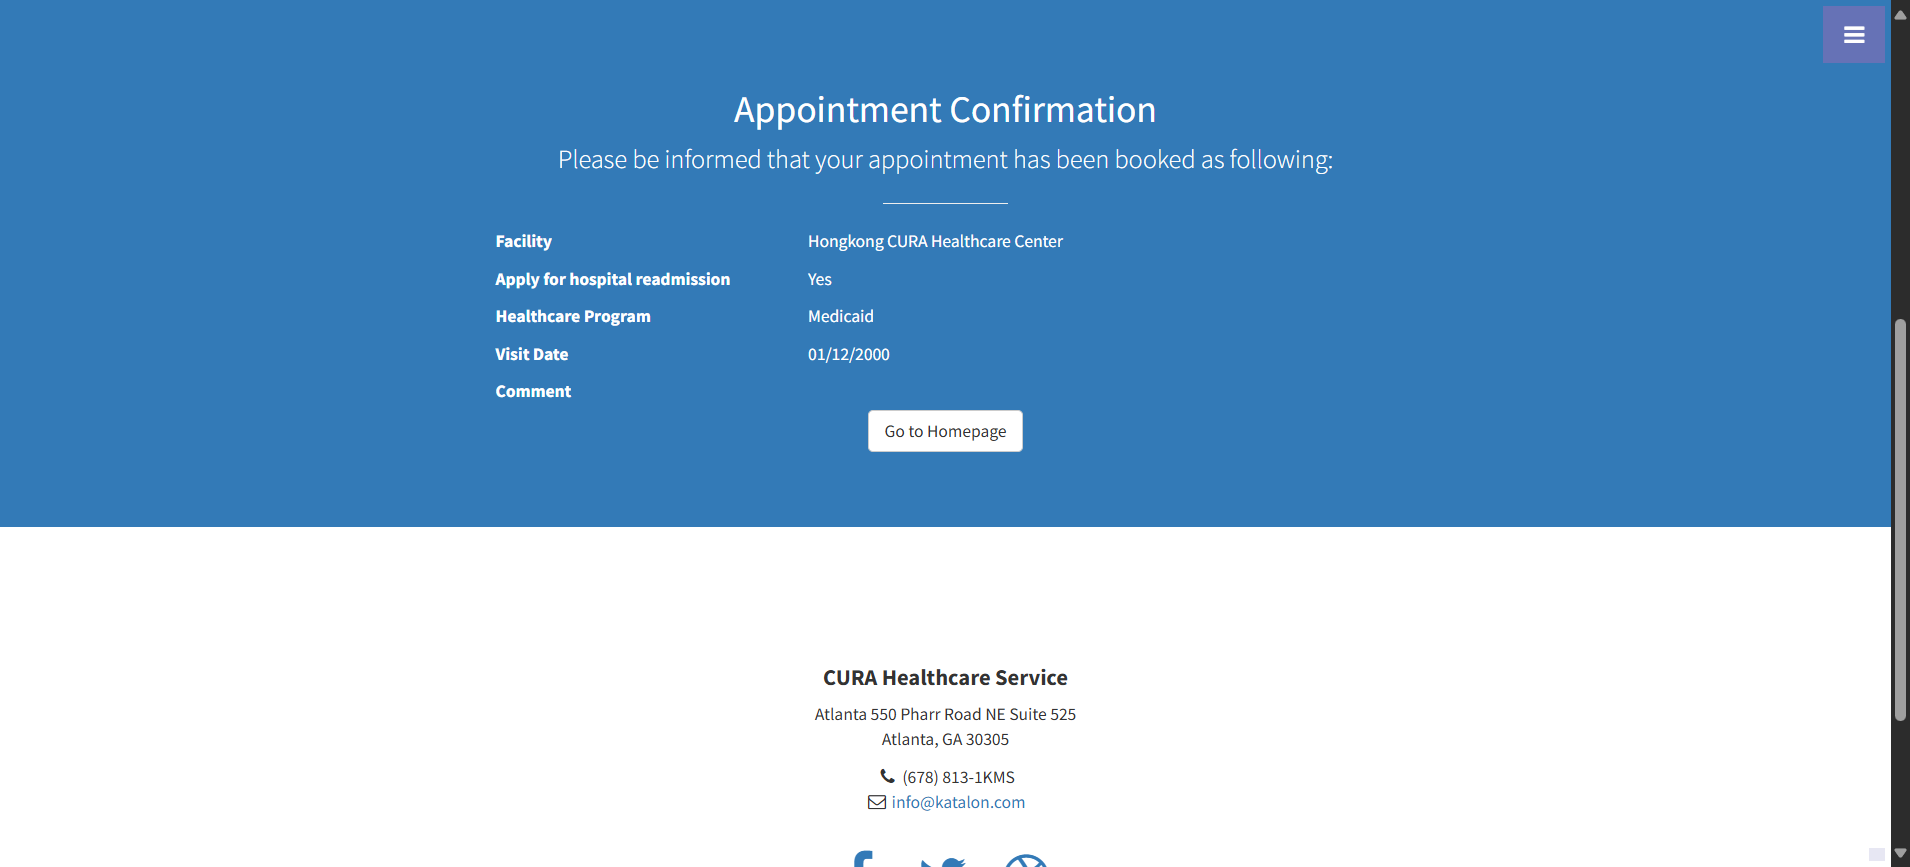 Appointment Confirmation
Please be informed that your appointment has been booked as following:
Facility Hongkong CURA Healthcare Center
Apply for hospital readmission Yes
Healthcare Program Medicaid
Visit Date 01/12/2000
Comment
Go to Homepage
CURA Healthcare Service
Atlanta 550 Pharr Road NE Suite 525
Atlanta, GA 30305
(678) 813-1KMS
info@katalon.com